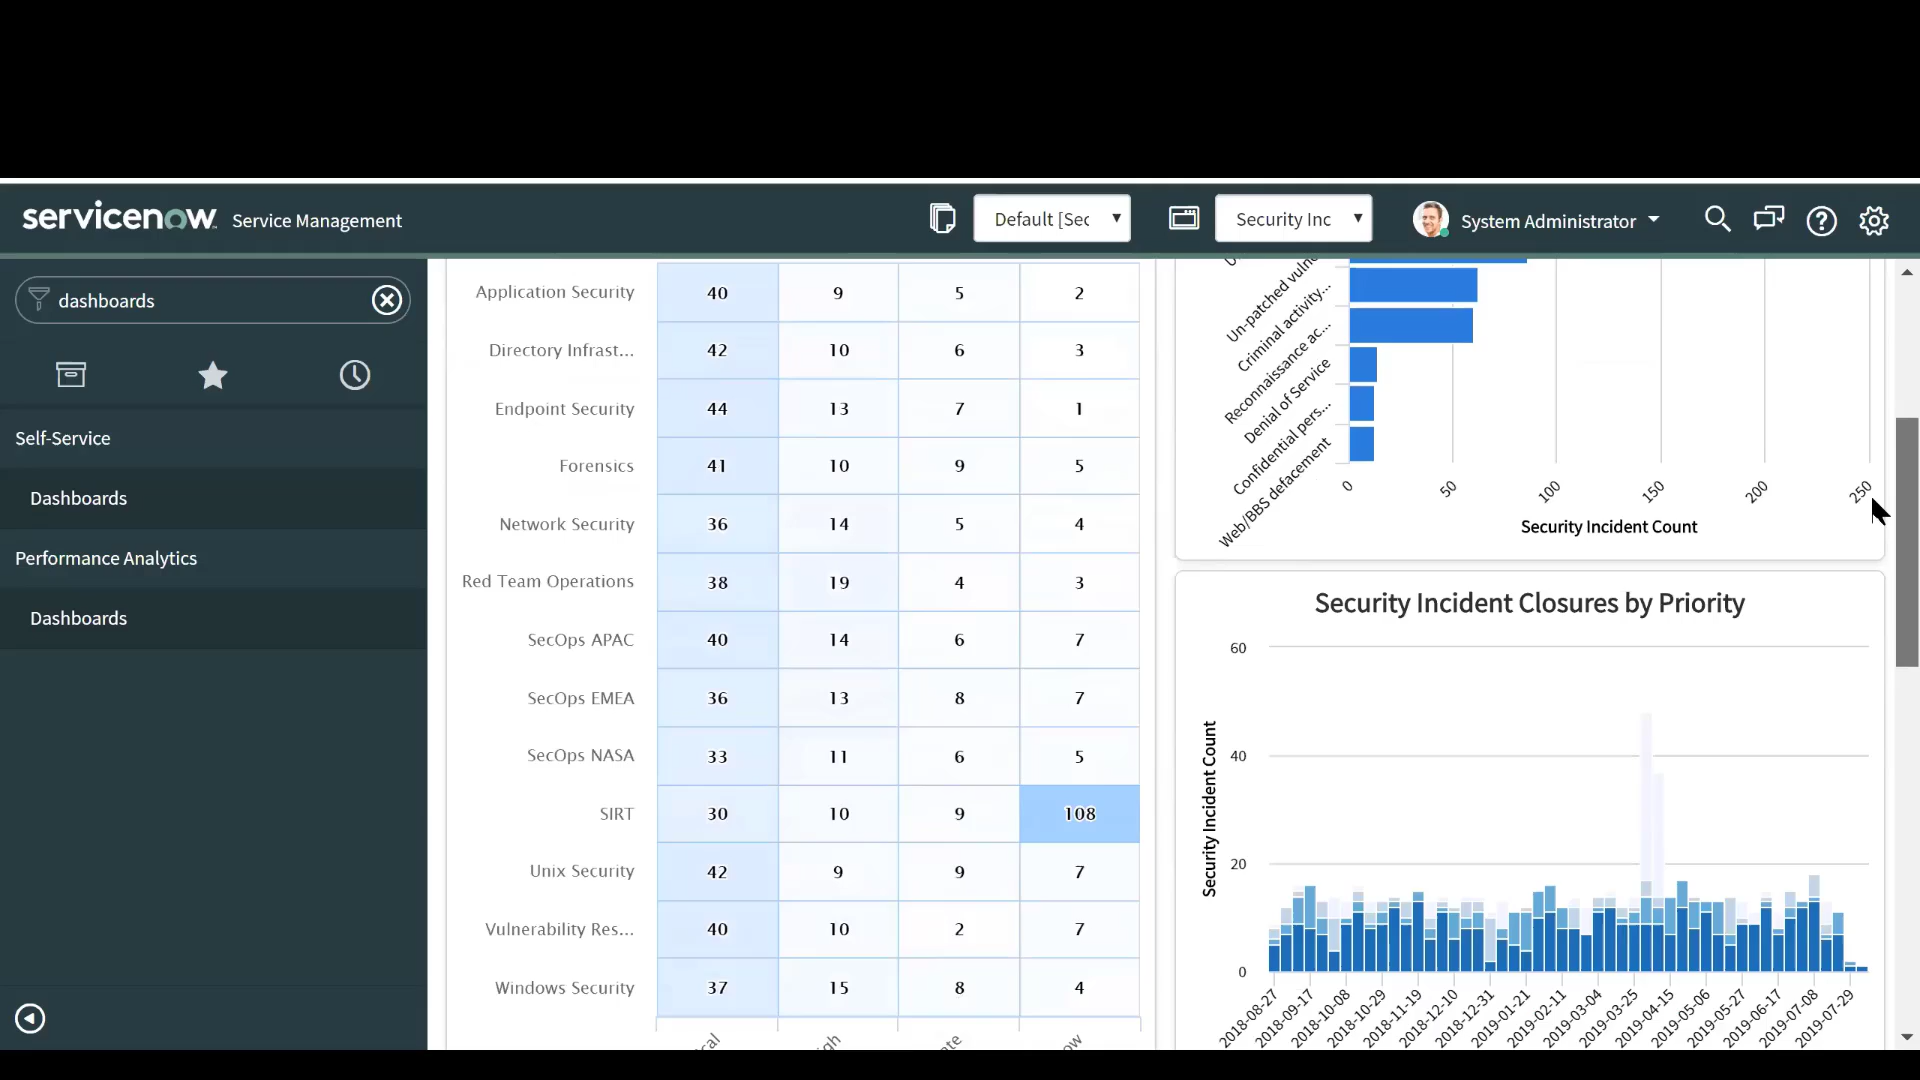 servicenow Service Management
Default [Sec
Security Inc
System Administrator
dashboards
Self-Service
Dashboards
Performance Analytics
Dashboards
Application Security 40 9 5 2
Directory Infrast... 42 10 6 3
Endpoint Security 44 13 7 1
Forensics 41 10 9 5
Network Security 36 14 5 4
Red Team Operations 38 19 4 3
SecOps APAC 40 14 6 7
SecOps EMEA 36 13 8 7
SecOps NASA 33 11 6 5
SIRT 30 10 9 108
Unix Security 42 9 9 7
Vulnerability Res... 40 10 2 7
Windows Security 37 15 8 4
Un-patched vulne
Criminal activity...
Reconnaissance ac...
Denial of Service
Confidential pers...
Web/BBS defacement
0 50 100 150 200 250
Security Incident Count
Security Incident Closures by Priority
Security Incident Count
60
40
20
0
2018-08-27 2018-09-17 2018-10-08 2018-10-29 2018-11-19 2018-12-10 2018-12-31 2019-01-21 2019-02-11 2019-03-04 2019-03-25 2019-04-15 2019-05-06 2019-05-27 2019-06-17 2019-07-08 2019-07-29